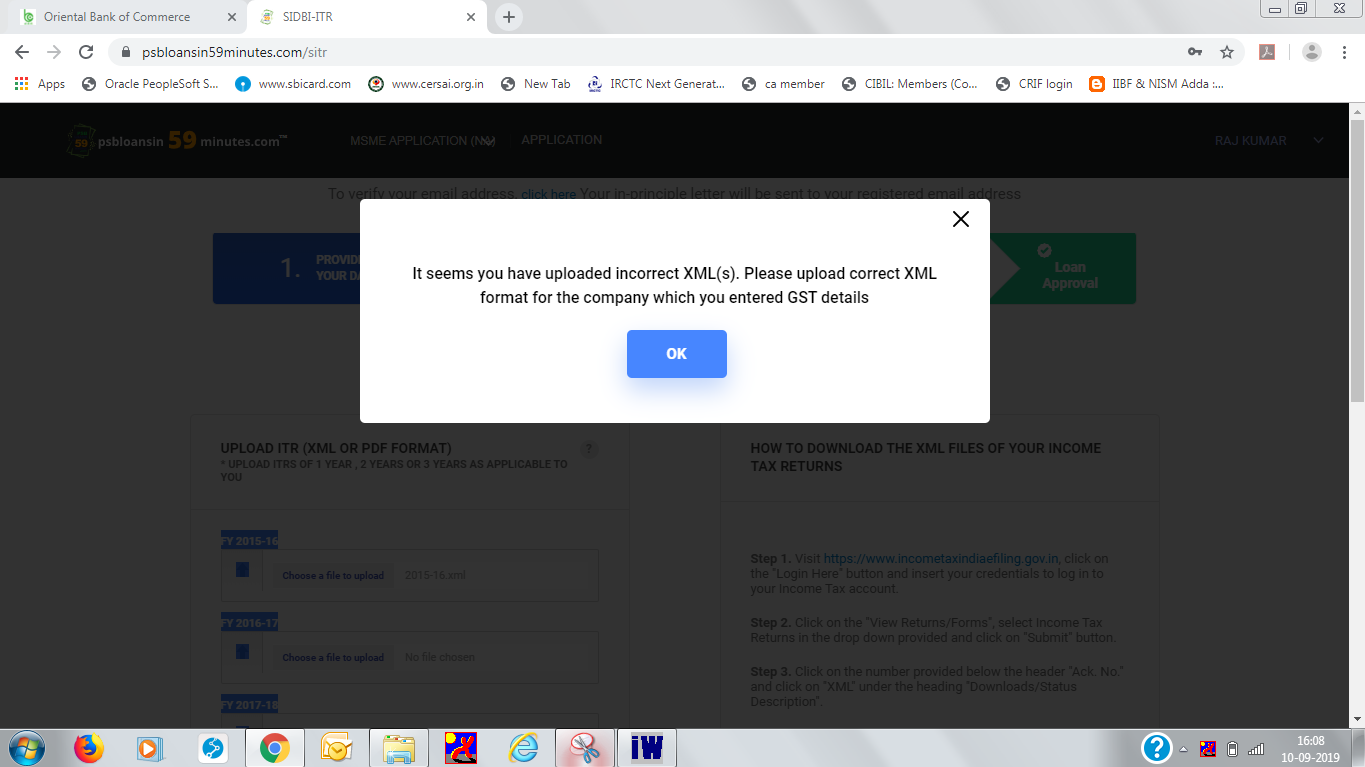 Oriental Bank of Commerce
SIDBI-ITR
psbloansin59minutes.com/sitr
Apps
Oracle PeopleSoft S...
www.sbicard.com
www.cersai.org.in
New Tab
IRCTC Next Generat...
ca member
CIBIL: Members (Co...
CRIF login
IIBF & NISM Adda :...
59 psbloansin 59 minutes.com™
MSME APPLICATION
APPLICATION
RAJ KUMAR
To verify your email address, click here Your in-principle letter will be sent to your registered email address
1.
PROVID
YOUR DA
Loan
Approval
It seems you have uploaded incorrect XML(s). Please upload correct XML
format for the company which you entered GST details
OK
UPLOAD ITR (XML OR PDF FORMAT)
?
* UPLOAD ITRS OF 1 YEAR , 2 YEARS OR 3 YEARS AS APPLICABLE TO
YOU
FY 2015-16
Choose a file to upload 2015-16.xml
FY 2016-17
Choose a file to upload No file chosen
FY 2017-18
HOW TO DOWNLOAD THE XML FILES OF YOUR INCOME
TAX RETURNS
Step 1. Visit https://www.incometaxindiaefiling.gov.in, click on
the "Login Here" button and insert your credentials to log in to
your Income Tax account.
Step 2. Click on the "View Returns/Forms", select Income Tax
Returns in the drop down provided and click on "Submit" button.
Step 3. Click on the number provided below the header "Ack. No."
and click on "XML" under the heading "Downloads/Status
Description".
iW
?
16:08
10-09-2019